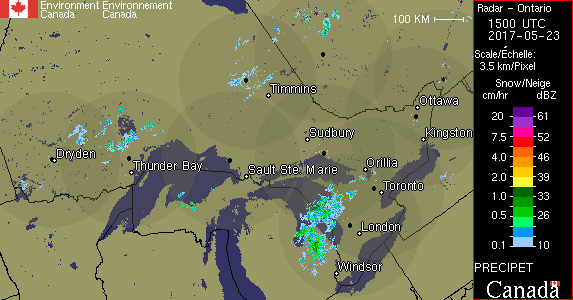 Environment Environnement
Canada Canada
100 KM
Timmins
Ottawa
Sudbury
Kingston
Dryden
Thunder Bay
Sault Ste. Marie
Orillia
Toronto
London
Windsor
Radar - Ontario
1500 UTC
2017-05-23
Scale/Échelle:
3.5 km/Pixel
Snow/Neige
cm/hr dBZ
20 61
7.5 52
4.0 46
2.0 39
1.0 33
0.5 26
0.1 10
PRECIPET
Canada